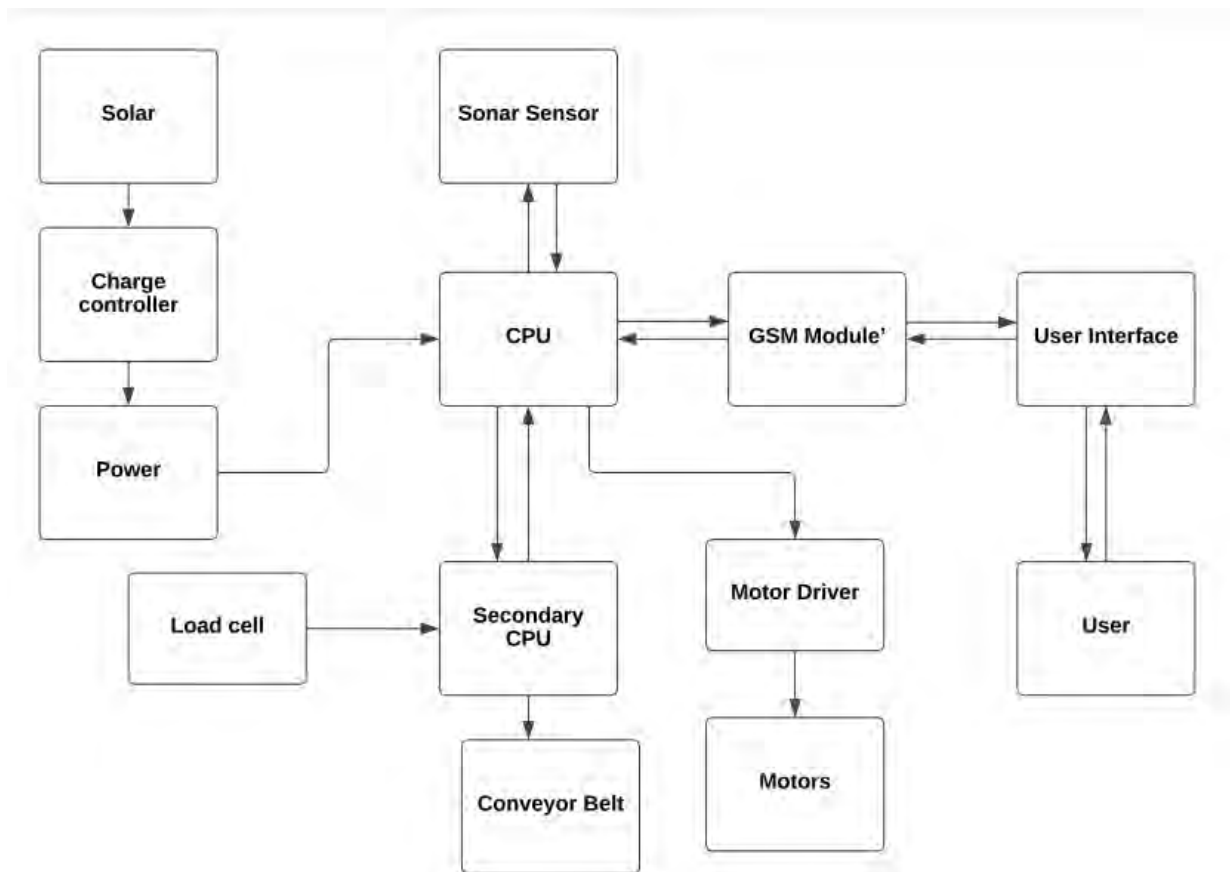 Solar
Sonar Sensor
Charge
controller
CPU
GSM Module’
User Interface
Power
Load cell
Secondary
CPU
Motor Driver
User
Conveyor Belt
Motors